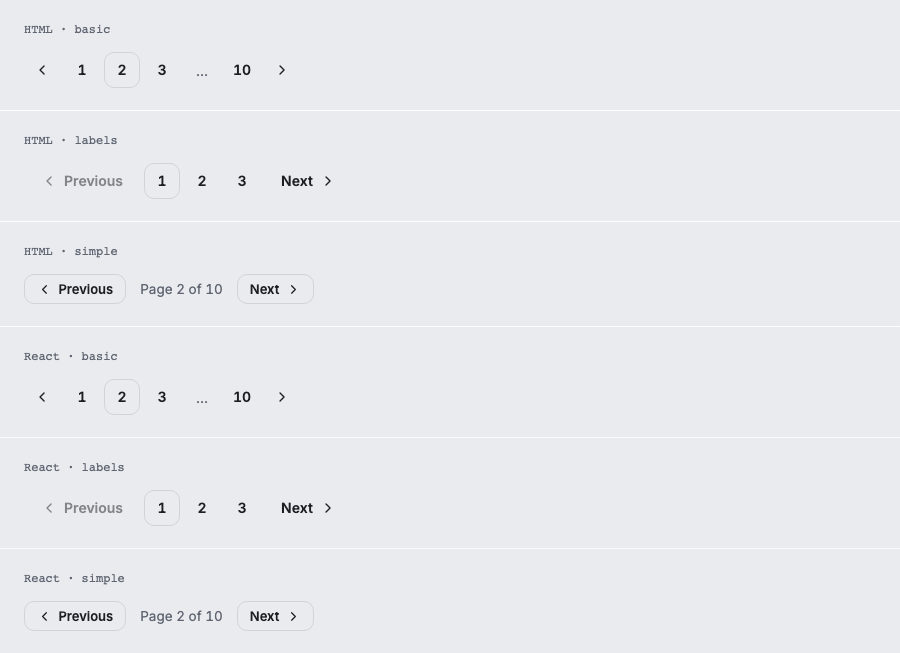 HTML · basic
1 2 3 … 10
HTML · labels
Previous 1 2 3 Next
HTML · simple
Previous Page 2 of 10 Next
React · basic
1 2 3 … 10
React · labels
Previous 1 2 3 Next
React · simple
Previous Page 2 of 10 Next